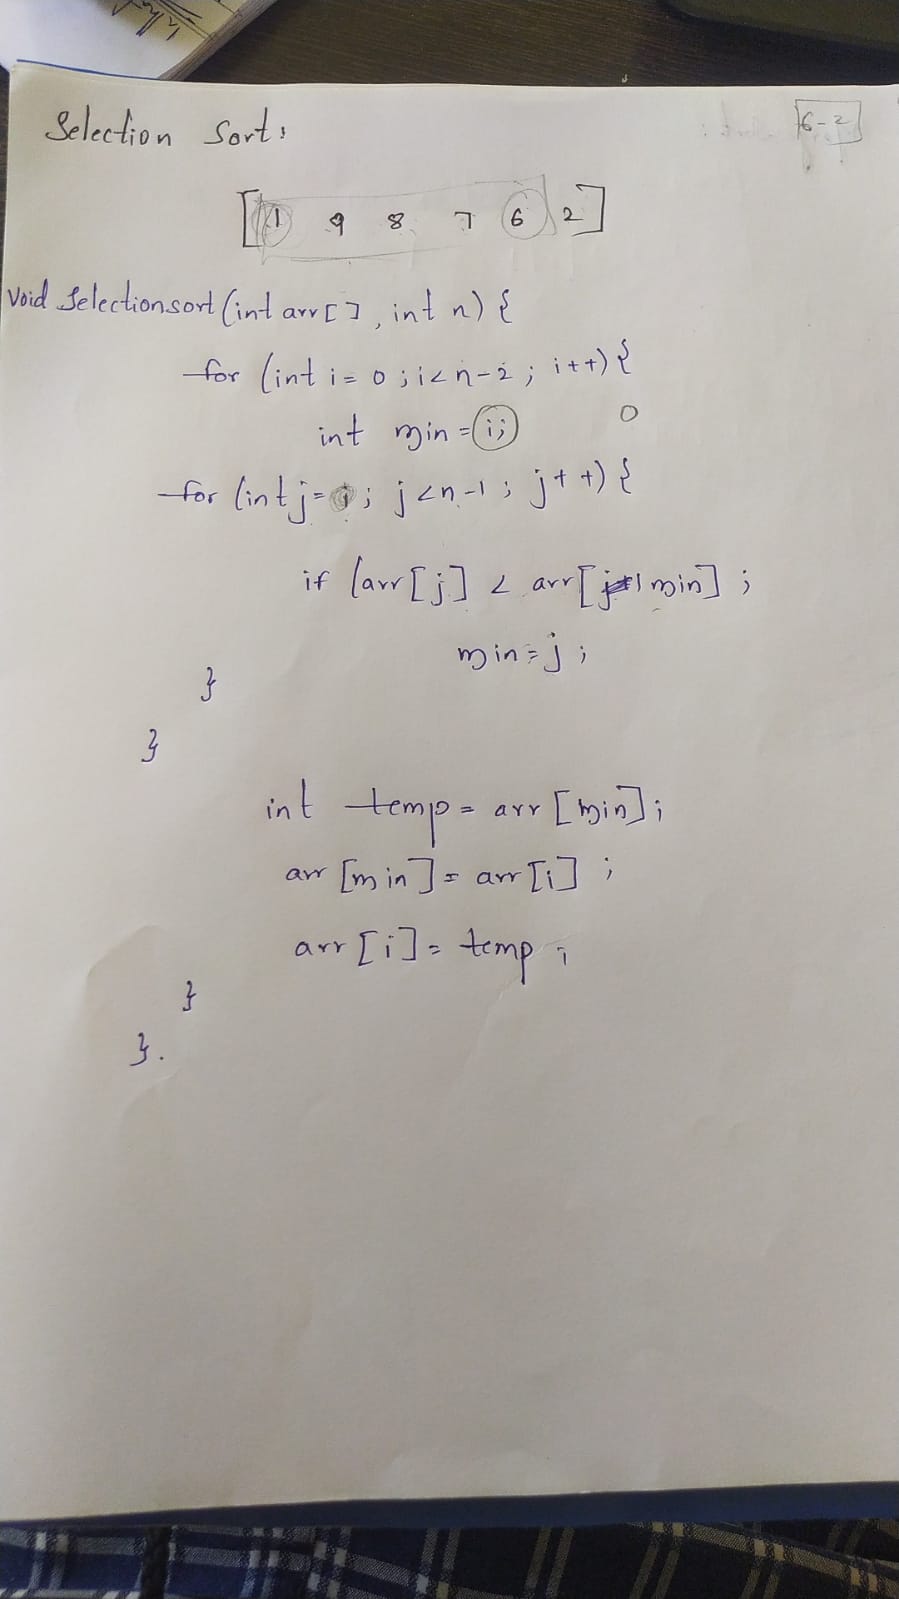 Selection Sort:
6-2
[1 9 8 7 6 2]
void Selectionsort (int arr[], int n) {
for (int i = 0; i < n-2; i++) {
int min = i;
0
for (int j = i; j < n-1; j++) {
if (arr[j] < arr[min];
min = j;
}
}
int temp = arr [min];
arr [min] = arr [i];
arr [i] = temp;
}
}.